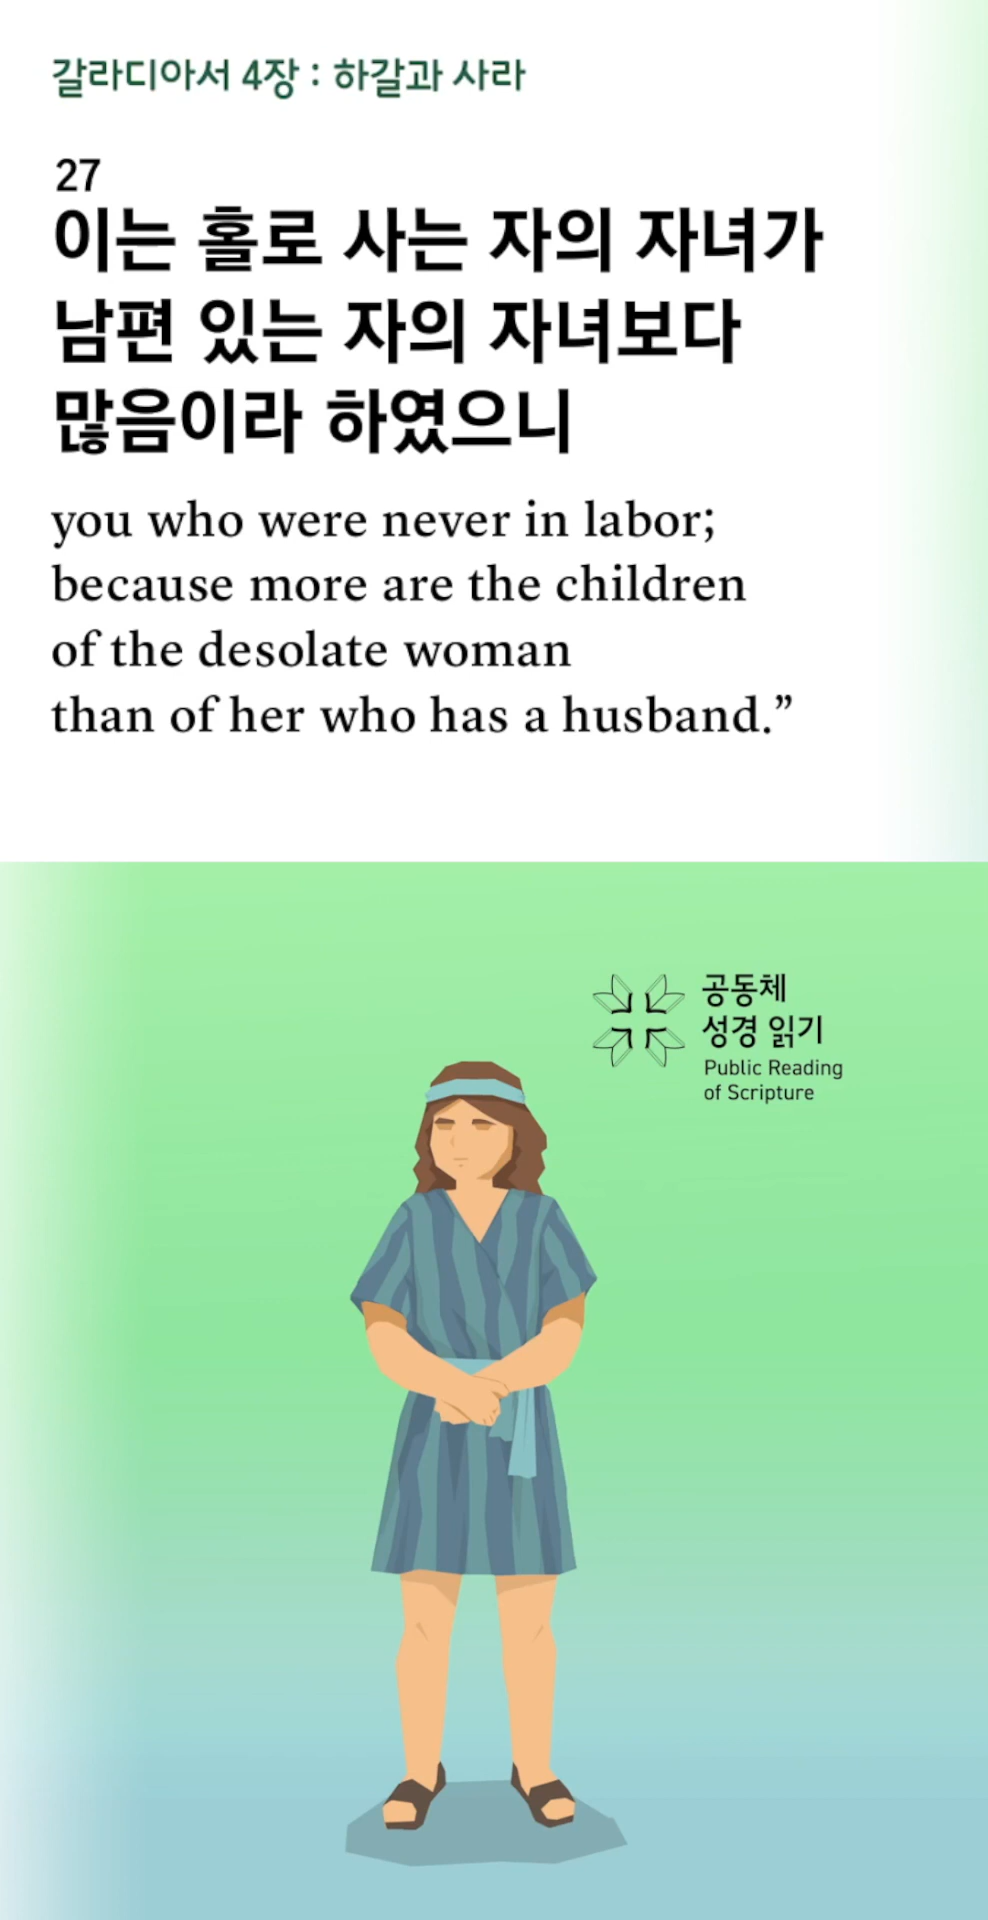 갈라디아서 4장 : 하갈과 사라
27
이는 홀로 사는 자의 자녀가
남편 있는 자의 자녀보다
많음이라 하였으니
you who were never in labor;
because more are the children
of the desolate woman
than of her who has a husband.”
공동체
성경 읽기
Public Reading
of Scripture